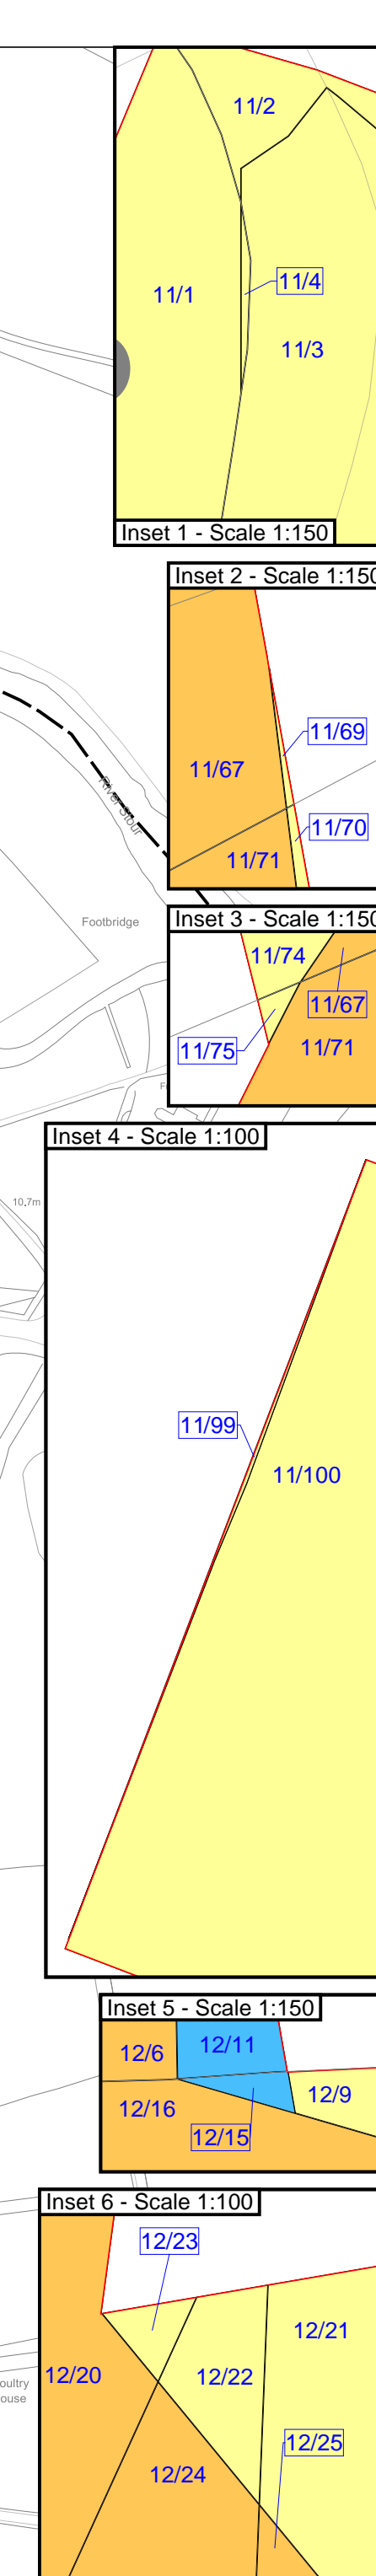 11/2
11/4
11/1
11/3
Inset 1 - Scale 1:150
Inset 2 - Scale 1:150
11/69
11/67
River Stour
11/70
11/71
Inset 3 - Scale 1:150
Footbridge
11/74
11/67
11/75
11/71
Inset 4 - Scale 1:100
10.7m
11/99
11/100
Inset 5 - Scale 1:150
12/6
12/11
12/9
12/16
12/15
Inset 6 - Scale 1:100
12/23
12/21
12/20
12/22
oultry
ouse
12/25
12/24